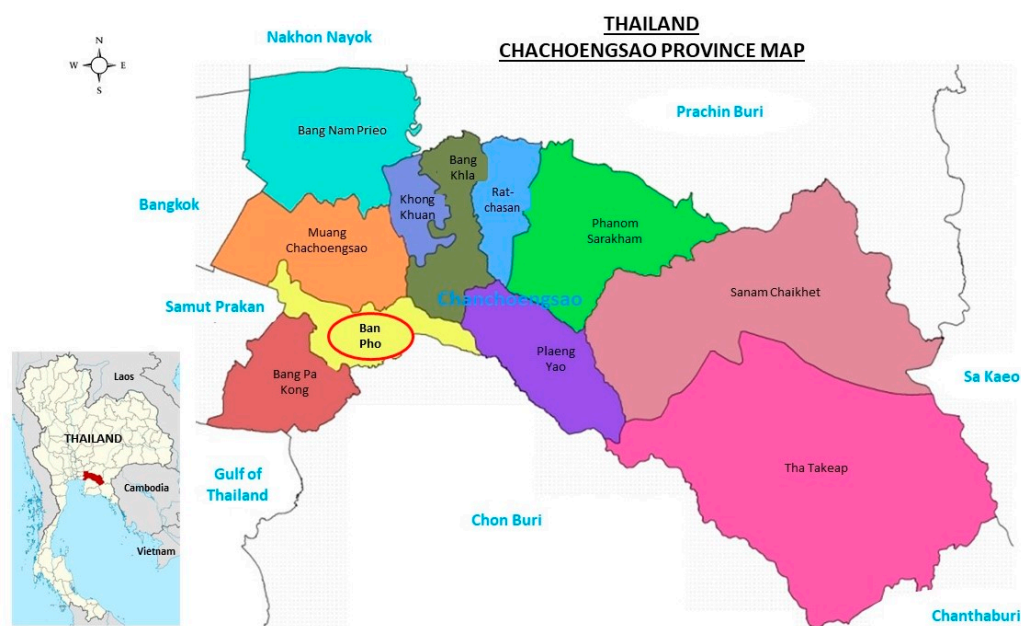 THAILAND
CHACHOENGSAO PROVINCE MAP
Nakhon Nayok
N
W E
S
Prachin Buri
Bang Nam Prieo
Bang
Khla
Khong
Khuan
Rat-
chasan
Bangkok
Muang
Chachoengsao
Phanom
Sarakham
Sanam Chaikhet
Samut Prakan
Chanchoengsao
Ban
Pho
Plaeng
Yao
Bang Pa
Kong
Sa Kaeo
Laos
THAILAND
Cambodia
Vietnam
Gulf of
Thailand
Tha Takeap
Chon Buri
Chanthaburi